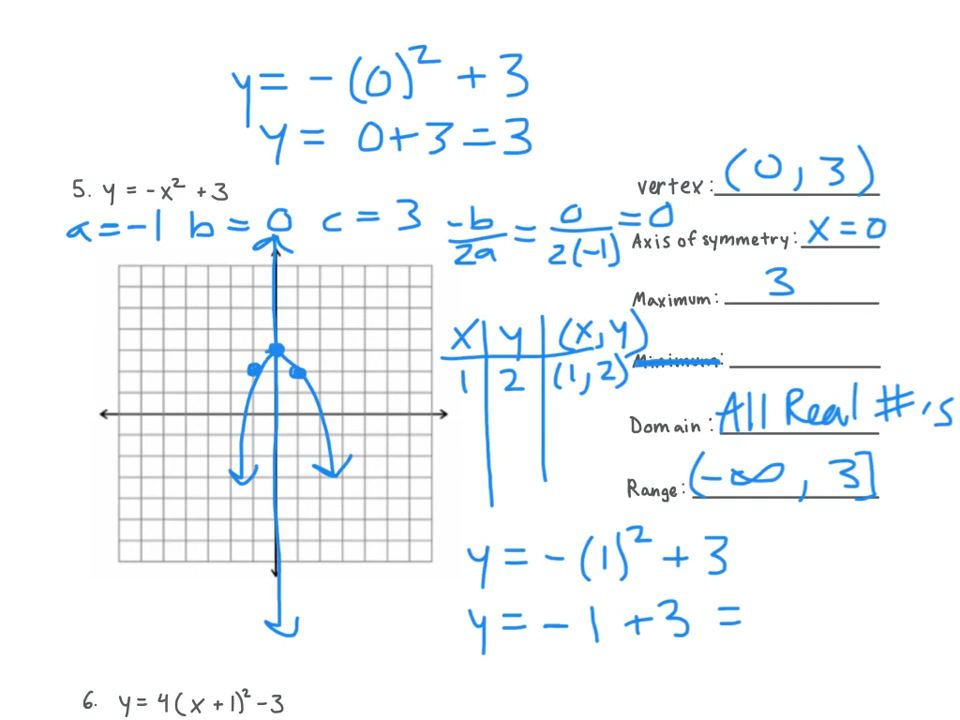 y = -(0)² + 3
y = 0+3 = 3
5. y = -x² + 3
vertex: (0, 3)
a = -1 b = 0 c = 3
-b/2a = 0/2(-1) = 0
Axis of symmetry: x = 0
Maximum: 3
x | y | (x, y)
Minimum:
1 | 2 | (1, 2)
Domain: All Real #'s
Range: (-∞, 3]
y = -(1)² + 3
y = -1 + 3 =
6. y = 4(x + 1)² - 3